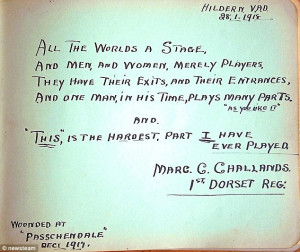 HILDERN V.A.D.
28.1.1918.
ALL THE WORLDS A STAGE,
AND MEN, AND WOMEN, MERELY PLAYERS,
THEY HAVE THEIR EXITS, AND THEIR ENTRANCES,
AND ONE MAN, IN HIS TIME, PLAYS MANY PARTS.
"AS YOU LIKE IT"
AND.
"THIS", IS THE HARDEST, PART I HAVE
EVER PLAYED.
MARC. C. CHALLANDS.
1ST DORSET REG:
WOUNDED AT
"PASSCHENDALE"
DEC 1. 1917.
© newsteam